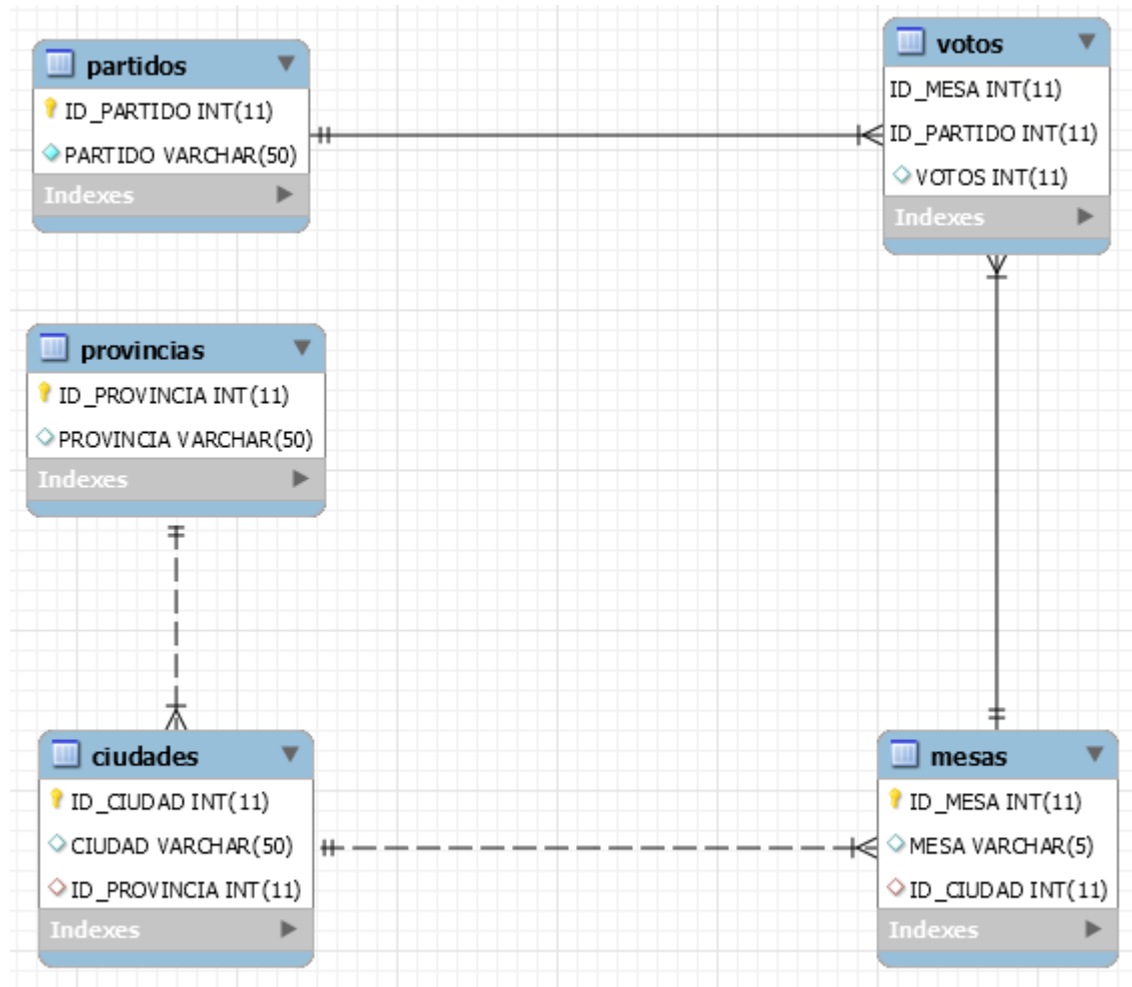 partidos
ID_PARTIDO INT(11)
PARTIDO VARCHAR(50)
Indexes
votos
ID_MESA INT(11)
ID_PARTIDO INT(11)
VOTOS INT(11)
Indexes
provincias
ID_PROVINCIA INT(11)
PROVINCIA VARCHAR(50)
Indexes
ciudades
ID_CIUDAD INT(11)
CIUDAD VARCHAR(50)
ID_PROVINCIA INT(11)
Indexes
mesas
ID_MESA INT(11)
MESA VARCHAR(5)
ID_CIUDAD INT(11)
Indexes